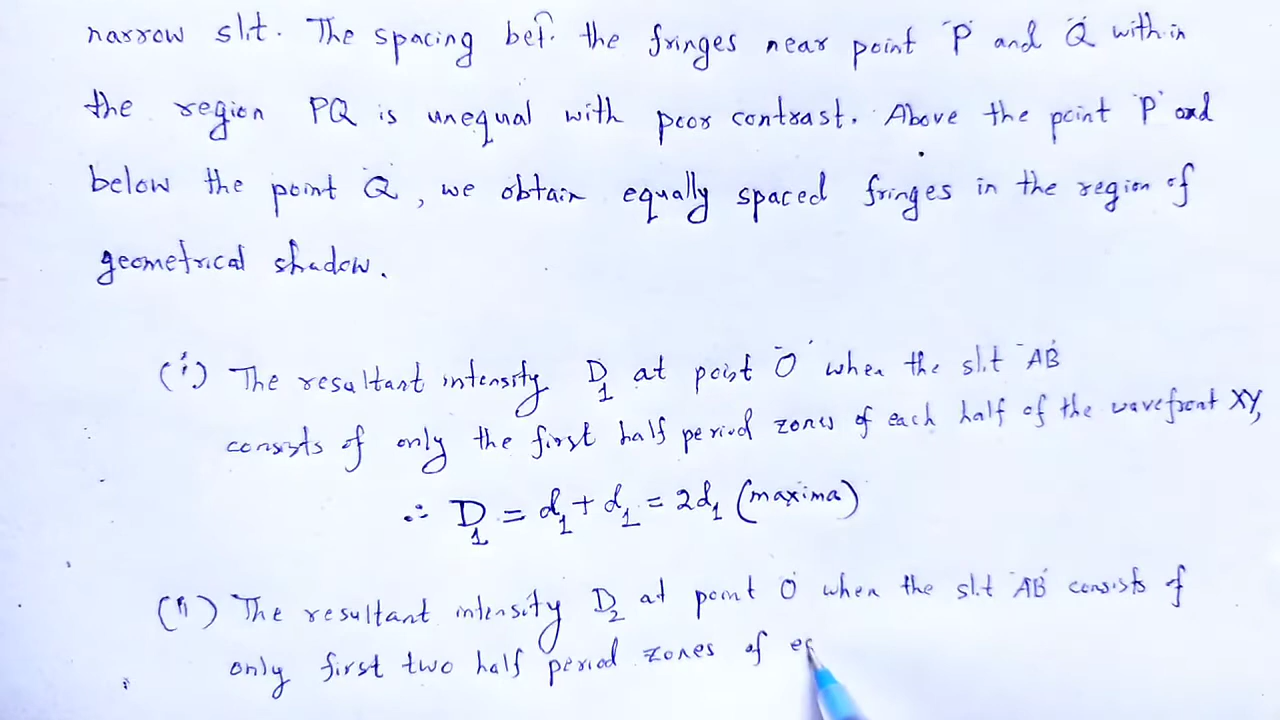 narrow slit. The spacing bet. the fringes near point 'P' and 'Q' within
the region PQ is unequal with poor contrast. Above the point 'P' and
below the point 'Q', we obtain equally spaced fringes in the region of
geometrical shadow.
(i) The resultant intensity D₁ at point 'O' when the slit 'AB'
consists of only the first half period zones of each half of the wavefront XY,
∴ D₁ = d₁ + d₁ = 2d₁ (maxima)
(ii) The resultant intensity D₂ at point 'O' when the slit 'AB' consists of
only first two half period zones of